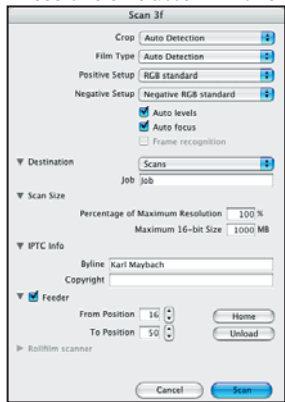 Scan 3f
Crop Auto Detection
Film Type Auto Detection
Positive Setup RGB standard
Negative Setup Negative RGB standard
Auto levels
Auto focus
Frame recognition
Destination Scans
Job Job
Scan Size
Percentage of Maximum Resolution 100 %
Maximum 16-bit Size 1000 MB
IPTC Info
Byline Karl Maybach
Copyright
Feeder
From Position 16 Home
To Position 50 Unload
Rollfilm scanner
Cancel Scan